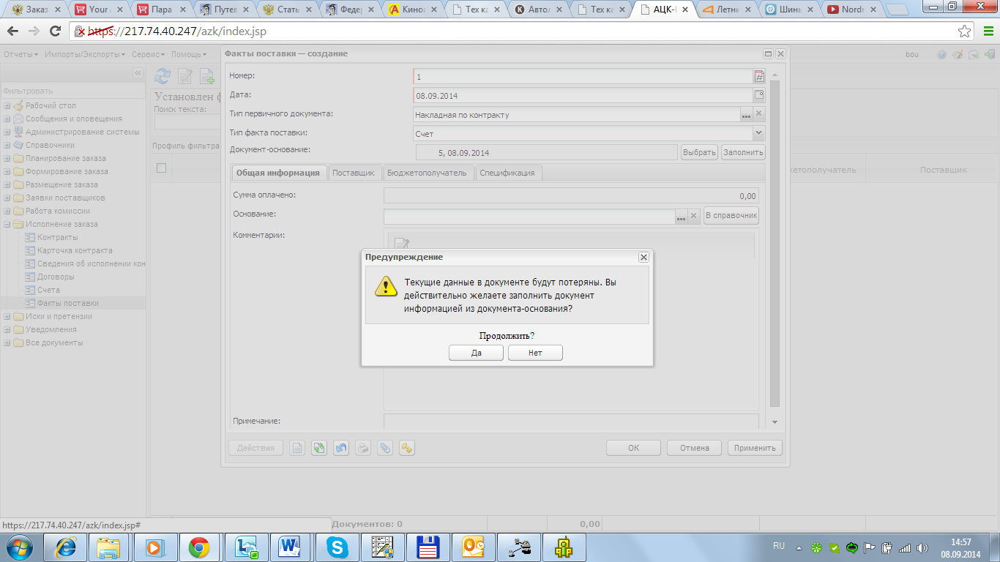 Заказ
Your A
Пара
Путев
Стать
Федер
Киноа
Тех ка
Автол
Тех ка
АЦК-
Летни
Шинь
Nordr
https://217.74.40.247/azk/index.jsp
Отчеты Импорты/Экспорты Сервис Помощь
bou
Фильтровать
Рабочий стол
Сообщения и оповещения
Администрирование системы
Справочники
Планирование заказа
Формирование заказа
Размещение заказа
Заявки поставщиков
Работа комиссии
Исполнение заказа
Контракты
Карточка контракта
Сведения об исполнении кон
Договоры
Счета
Факты поставки
Иски и претензии
Уведомления
Все документы
Установлен ф
Поиск текста:
Профиль фильтра
Факты поставки — создание
Номер:
1
Дата:
08.09.2014
Тип первичного документа:
Накладная по контракту
Тип факта поставки:
Счет
Документ-основание:
5, 08.09.2014
Выбрать
Заполнить
Общая информация
Поставщик
Бюджетополучатель
Спецификация
Сумма оплачено:
0,00
Основание:
В справочник
Комментарии:
Предупреждение
Текущие данные в документе будут потеряны. Вы
действительно желаете заполнить документ
информацией из документа-основания?
Продолжить?
Да
Нет
Примечание:
Действия
ОК
Отмена
Применить
жетополучатель
Поставщик
https://217.74.40.247/azk/index.jsp#
Документов: 0
0,00
RU
14:57
08.09.2014